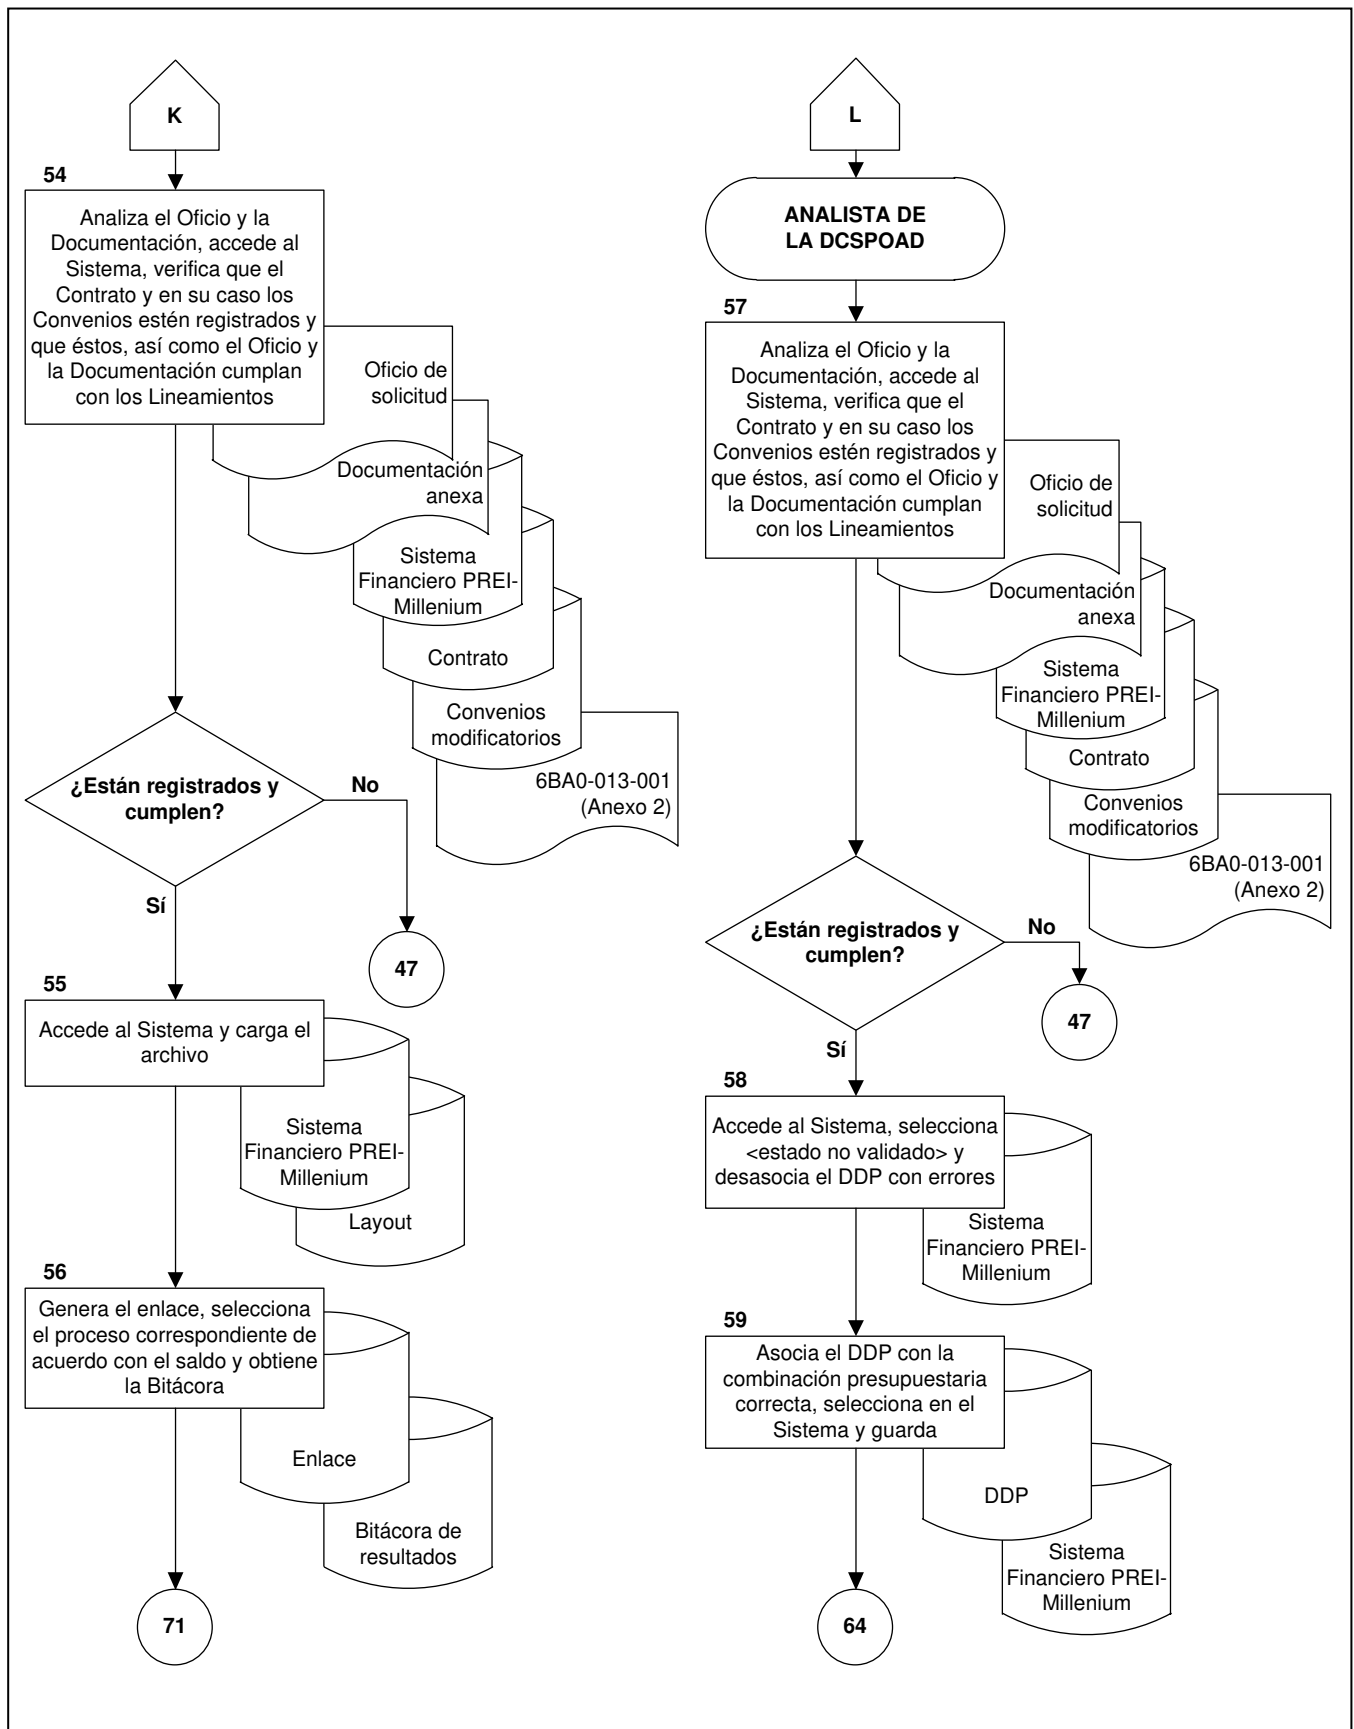 K
54
Analiza el Oficio y la
Documentación, accede al
Sistema, verifica que el
Contrato y en su caso los
Convenios estén registrados y
que éstos, así como el Oficio y
la Documentación cumplan
con los Lineamientos
Oficio de
solicitud
Documentación
anexa
Sistema
Financiero PREI-
Millenium
Contrato
Convenios
modificatorios
6BA0-013-001
(Anexo 2)
¿Están registrados y
cumplen?
No
47
Sí
55
Accede al Sistema y carga el
archivo
Sistema
Financiero PREI-
Millenium
Layout
56
Genera el enlace, selecciona
el proceso correspondiente de
acuerdo con el saldo y obtiene
la Bitácora
Enlace
Bitácora de
resultados
71
L
ANALISTA DE
LA DCSPOAD
57
Analiza el Oficio y la
Documentación, accede al
Sistema, verifica que el
Contrato y en su caso los
Convenios estén registrados y
que éstos, así como el Oficio y
la Documentación cumplan
con los Lineamientos
Oficio de
solicitud
Documentación
anexa
Sistema
Financiero PREI-
Millenium
Contrato
Convenios
modificatorios
6BA0-013-001
(Anexo 2)
¿Están registrados y
cumplen?
No
47
Sí
58
Accede al Sistema, selecciona
<estado no validado> y
desasocia el DDP con errores
Sistema
Financiero PREI-
Millenium
59
Asocia el DDP con la
combinación presupuestaria
correcta, selecciona en el
Sistema y guarda
DDP
Sistema
Financiero PREI-
Millenium
64